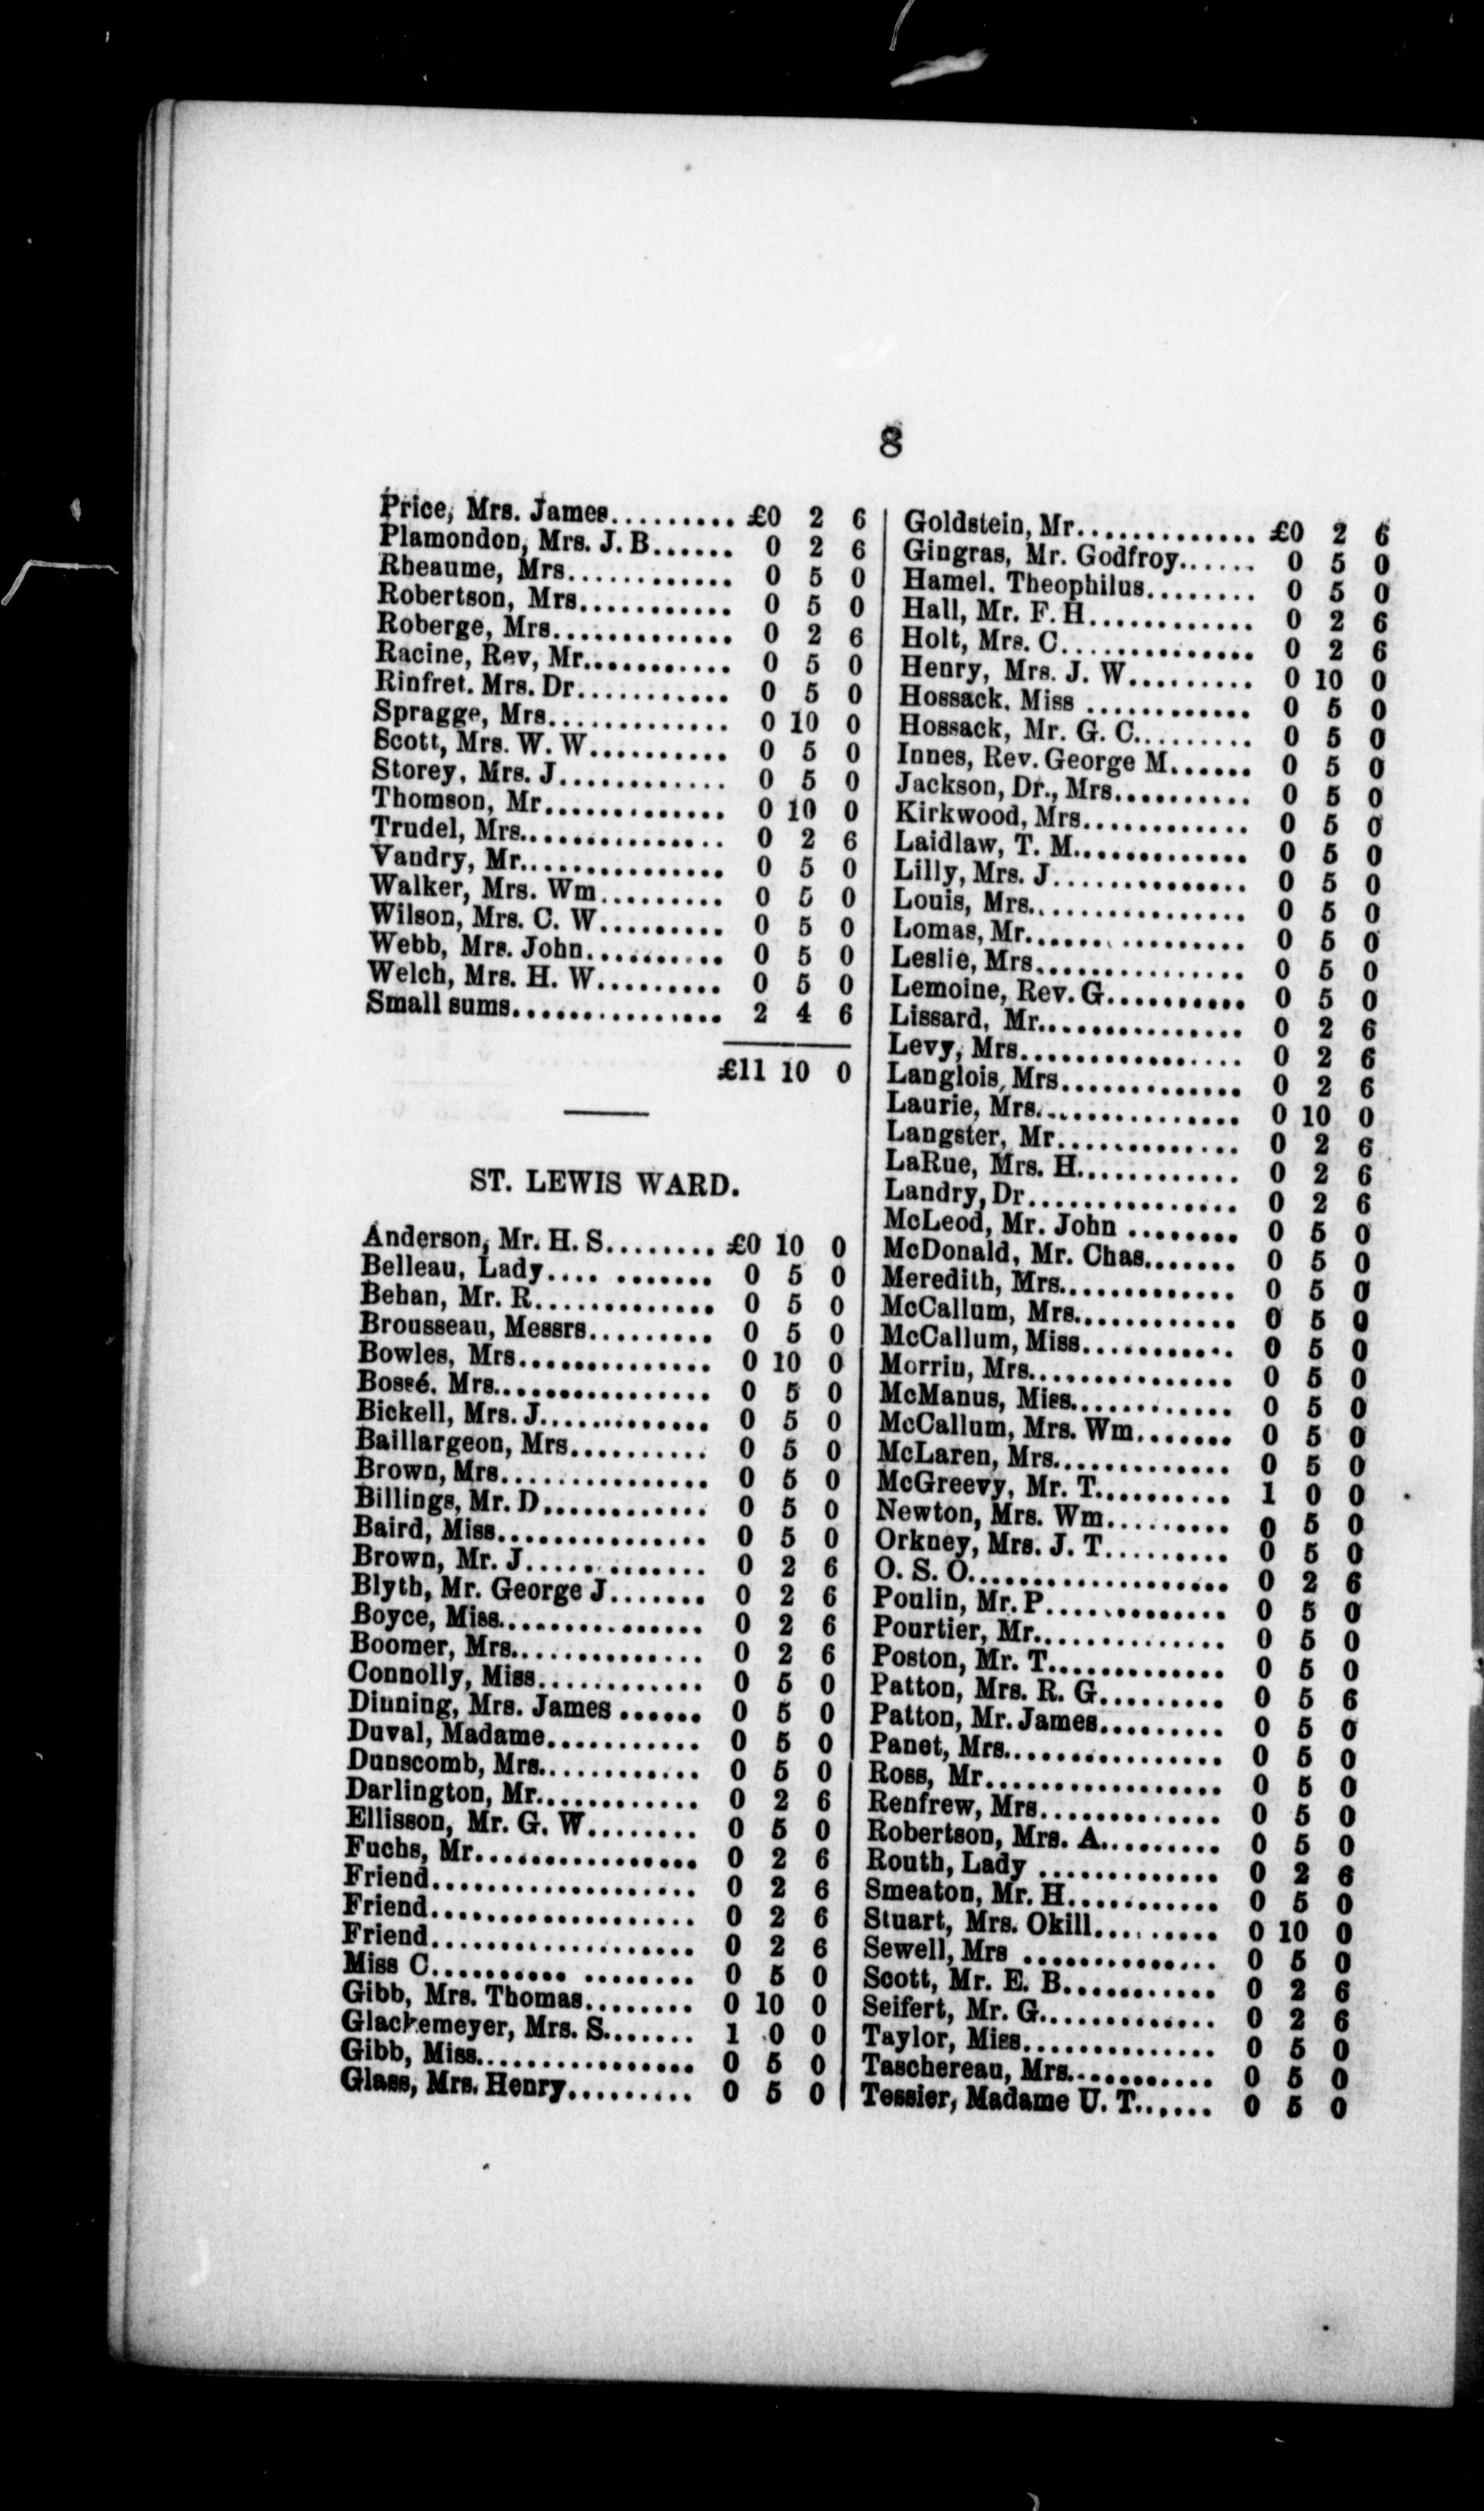 8
Price, Mrs. James......... £0 2 6
Plamondon, Mrs. J. B...... 0 2 6
Rheaume, Mrs............ 0 5 0
Robertson, Mrs........... 0 5 0
Roberge, Mrs............. 0 2 6
Racine, Rev, Mr........... 0 5 0
Rinfret. Mrs. Dr........... 0 5 0
Spragge, Mrs............. 0 10 0
Scott, Mrs. W. W.......... 0 5 0
Storey, Mrs. J............. 0 5 0
Thomson, Mr.............. 0 10 0
Trudel, Mrs............... 0 2 6
Vandry, Mr................ 0 5 0
Walker, Mrs. Wm......... 0 5 0
Wilson, Mrs. C. W......... 0 5 0
Webb, Mrs. John.......... 0 5 0
Welch, Mrs. H. W......... 0 5 0
Small sums............... 2 4 6
£11 10 0
ST. LEWIS WARD.
Anderson, Mr. H. S........ £0 10 0
Belleau, Lady.... ....... 0 5 0
Behan, Mr. R............. 0 5 0
Brousseau, Messrs......... 0 5 0
Bowles, Mrs.............. 0 10 0
Bossé. Mrs................ 0 5 0
Bickell, Mrs. J............ 0 5 0
Baillargeon, Mrs.......... 0 5 0
Brown, Mrs............... 0 5 0
Billings, Mr. D............ 0 5 0
Baird, Miss............... 0 5 0
Brown, Mr. J............. 0 2 6
Blyth, Mr. George J....... 0 2 6
Boyce, Miss............... 0 2 6
Boomer, Mrs.............. 0 2 6
Connolly, Miss............ 0 5 0
Dinning, Mrs. James ...... 0 5 0
Duval, Madame........... 0 5 0
Dunscomb, Mrs............ 0 5 0
Darlington, Mr............ 0 2 6
Ellisson, Mr. G. W........ 0 5 0
Fuchs, Mr................ 0 2 6
Friend................... 0 2 6
Friend................... 0 2 6
Friend................... 0 2 6
Miss C.......... ........ 0 5 0
Gibb, Mrs. Thomas........ 0 10 0
Glackemeyer, Mrs. S....... 1 0 0
Gibb, Miss................ 0 5 0
Glass, Mrs. Henry......... 0 5 0
Goldstein, Mr............. £0 2 6
Gingras, Mr. Godfroy...... 0 5 0
Hamel. Theophilus........ 0 5 0
Hall, Mr. F. H............ 0 2 6
Holt, Mrs. C.............. 0 2 6
Henry, Mrs. J. W......... 0 10 0
Hossack. Miss ............ 0 5 0
Hossack, Mr. G. C......... 0 5 0
Innes, Rev. George M...... 0 5 0
Jackson, Dr., Mrs.......... 0 5 0
Kirkwood, Mrs............ 0 5 0
Laidlaw, T. M............. 0 5 0
Lilly, Mrs. J.............. 0 5 0
Louis, Mrs................ 0 5 0
Lomas, Mr................ 0 5 0
Leslie, Mrs............... 0 5 0
Lemoine, Rev. G.......... 0 5 0
Lissard, Mr............... 0 2 6
Levy, Mrs................ 0 2 6
Langlois, Mrs............. 0 2 6
Laurie, Mrs............... 0 10 0
Langster, Mr............. 0 2 6
LaRue, Mrs. H............ 0 2 6
Landry, Dr............... 0 2 6
McLeod, Mr. John ........ 0 5 0
McDonald, Mr. Chas....... 0 5 0
Meredith, Mrs............. 0 5 0
McCallum, Mrs............ 0 5 0
McCallum, Miss........... 0 5 0
Morrin, Mrs............... 0 5 0
McManus, Miss............ 0 5 0
McCallum, Mrs. Wm....... 0 5 0
McLaren, Mrs............. 0 5 0
McGreevy, Mr. T.......... 1 0 0
Newton, Mrs. Wm......... 0 5 0
Orkney, Mrs. J. T......... 0 5 0
O. S. O................... 0 2 6
Poulin, Mr. P............. 0 5 0
Pourtier, Mr.............. 0 5 0
Poston, Mr. T............. 0 5 0
Patton, Mrs. R. G......... 0 5 6
Patton, Mr. James......... 0 5 0
Panet, Mrs................ 0 5 0
Ross, Mr................. 0 5 0
Renfrew, Mrs............. 0 5 0
Robertson, Mrs. A......... 0 5 0
Routh, Lady ............. 0 2 6
Smeaton, Mr. H........... 0 5 0
Stuart, Mrs. Okill......... 0 10 0
Sewell, Mrs .............. 0 5 0
Scott, Mr. E. B........... 0 2 6
Seifert, Mr. G............. 0 2 6
Taylor, Miss.............. 0 5 0
Taschereau, Mrs........... 0 5 0
Tessier, Madame U. T...... 0 5 0